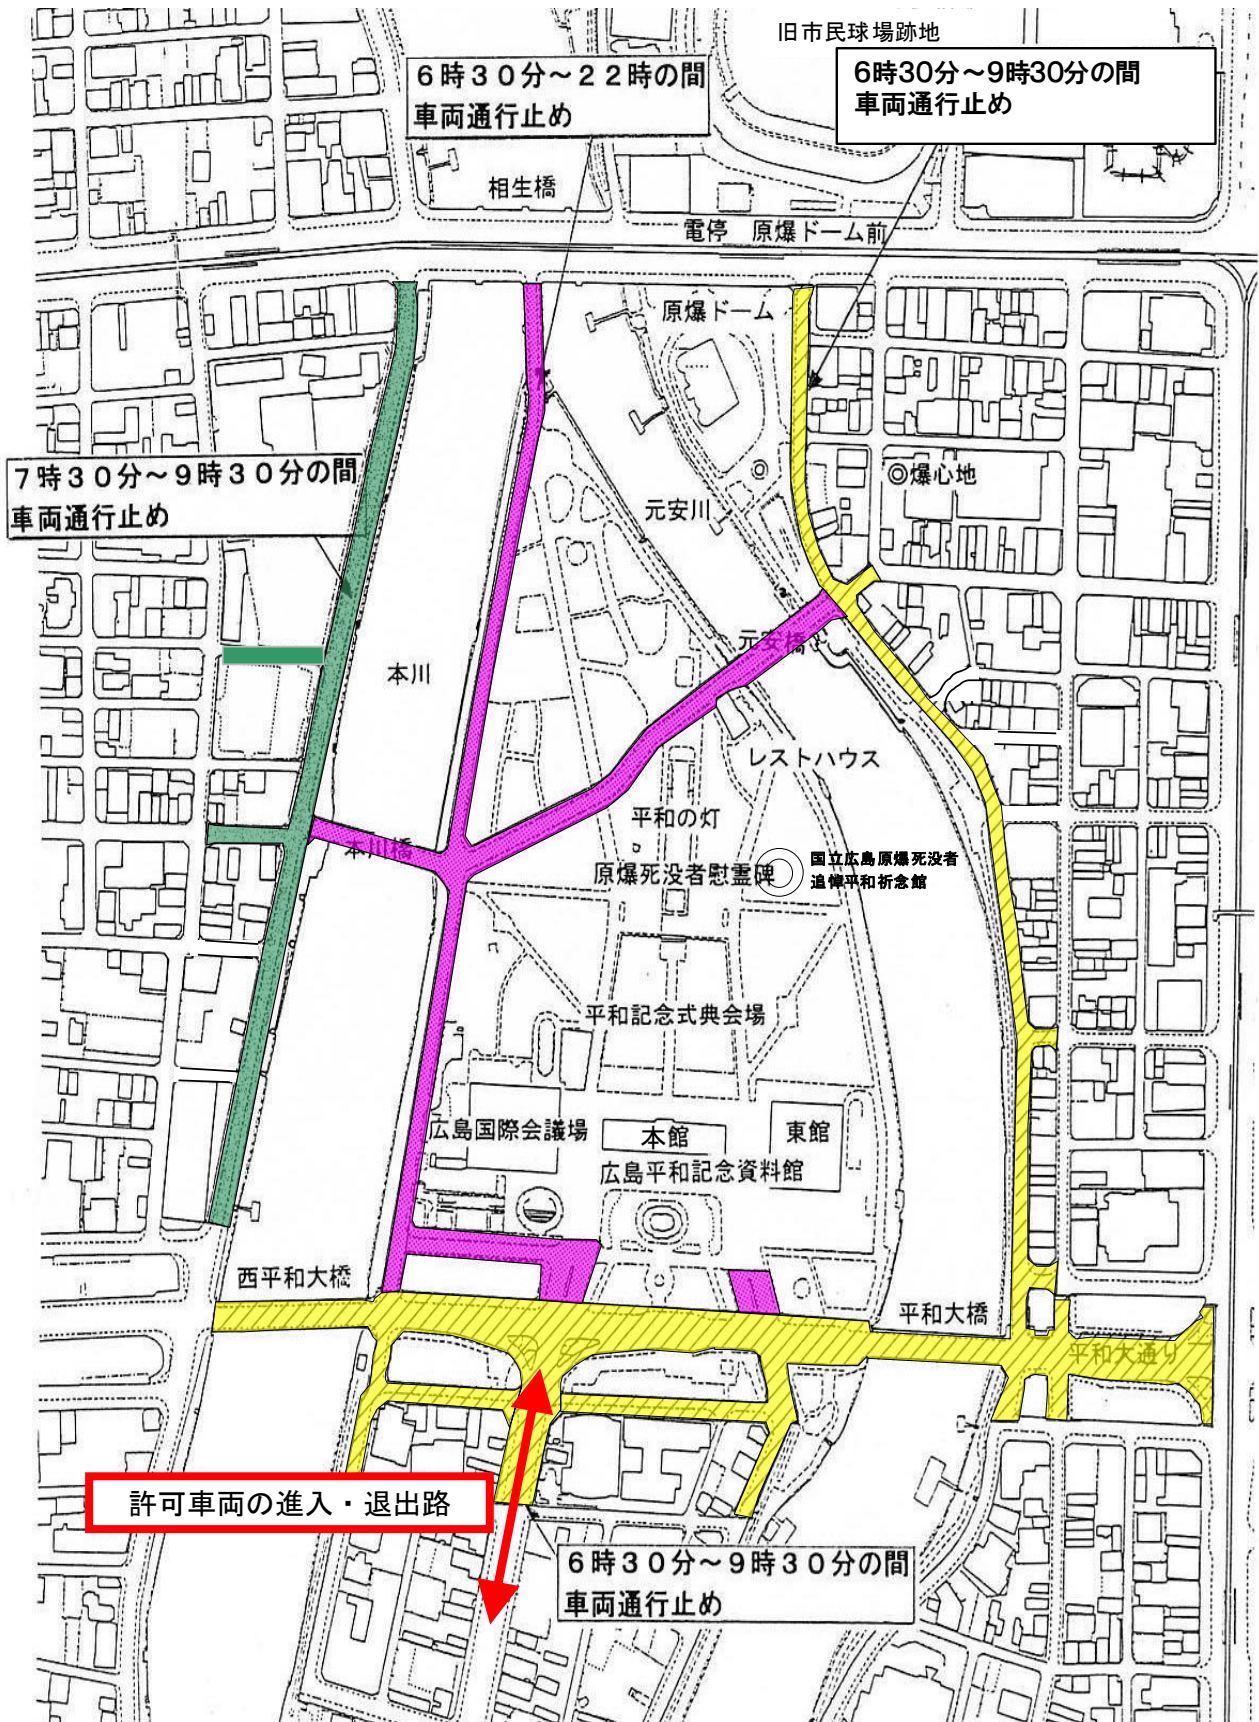 旧市民球場跡地
６時３０分～２２時の間
車両通行止め
6時30分～9時30分の間
車両通行止め
相生橋
電停　原爆ドーム前
原爆ドーム
７時３０分～９時３０分の間
車両通行止め
◎爆心地
元安川
元安橋
本川
レストハウス
平和の灯
本川橋
原爆死没者慰霊碑
国立広島原爆死没者
追悼平和祈念館
平和記念式典会場
広島国際会議場
本館
東館
広島平和記念資料館
西平和大橋
平和大橋
平和大通り
許可車両の進入・退出路
６時３０分～９時３０分の間
車両通行止め